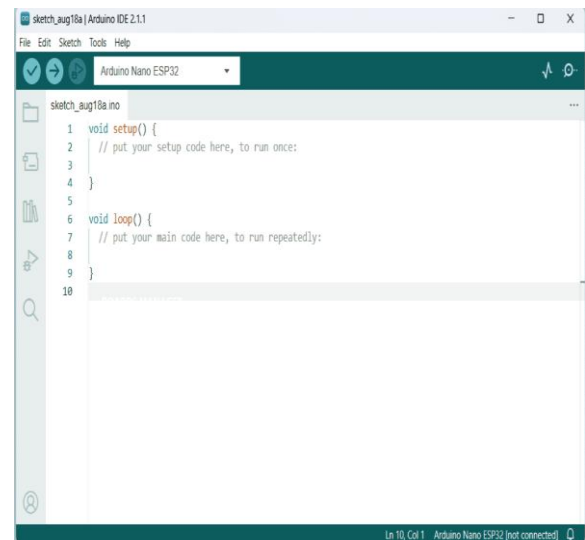 sketch_aug18a | Arduino IDE 2.1.1
File Edit Sketch Tools Help
Arduino Nano ESP32
sketch_aug18a.ino
1 void setup() {
2 // put your setup code here, to run once:
3
4 }
5
6 void loop() {
7 // put your main code here, to run repeatedly:
8
9 }
10
Ln 10, Col 1 Arduino Nano ESP32 [not connected]